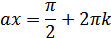 ax = π/2 + 2πk